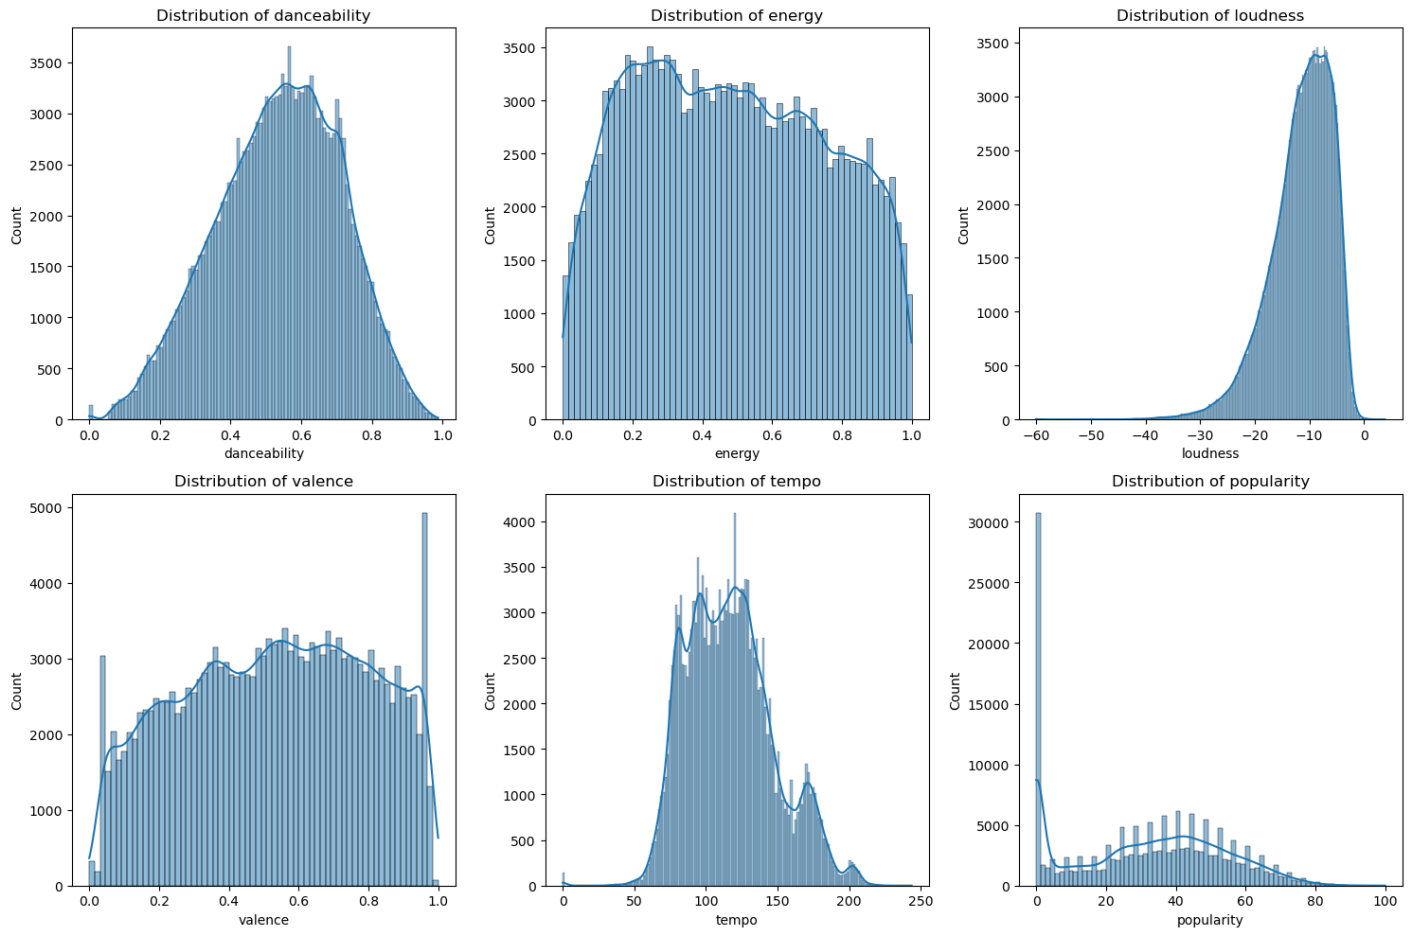 Distribution of danceability
Count
3500
3000
2500
2000
1500
1000
500
0
0.0 0.2 0.4 0.6 0.8 1.0
danceability
Distribution of energy
Count
3500
3000
2500
2000
1500
1000
500
0
0.0 0.2 0.4 0.6 0.8 1.0
energy
Distribution of loudness
Count
3500
3000
2500
2000
1500
1000
500
0
−60 −50 −40 −30 −20 −10 0
loudness
Distribution of valence
Count
5000
4000
3000
2000
1000
0
0.0 0.2 0.4 0.6 0.8 1.0
valence
Distribution of tempo
Count
4000
3500
3000
2500
2000
1500
1000
500
0
0 50 100 150 200 250
tempo
Distribution of popularity
Count
30000
25000
20000
15000
10000
5000
0
0 20 40 60 80 100
popularity